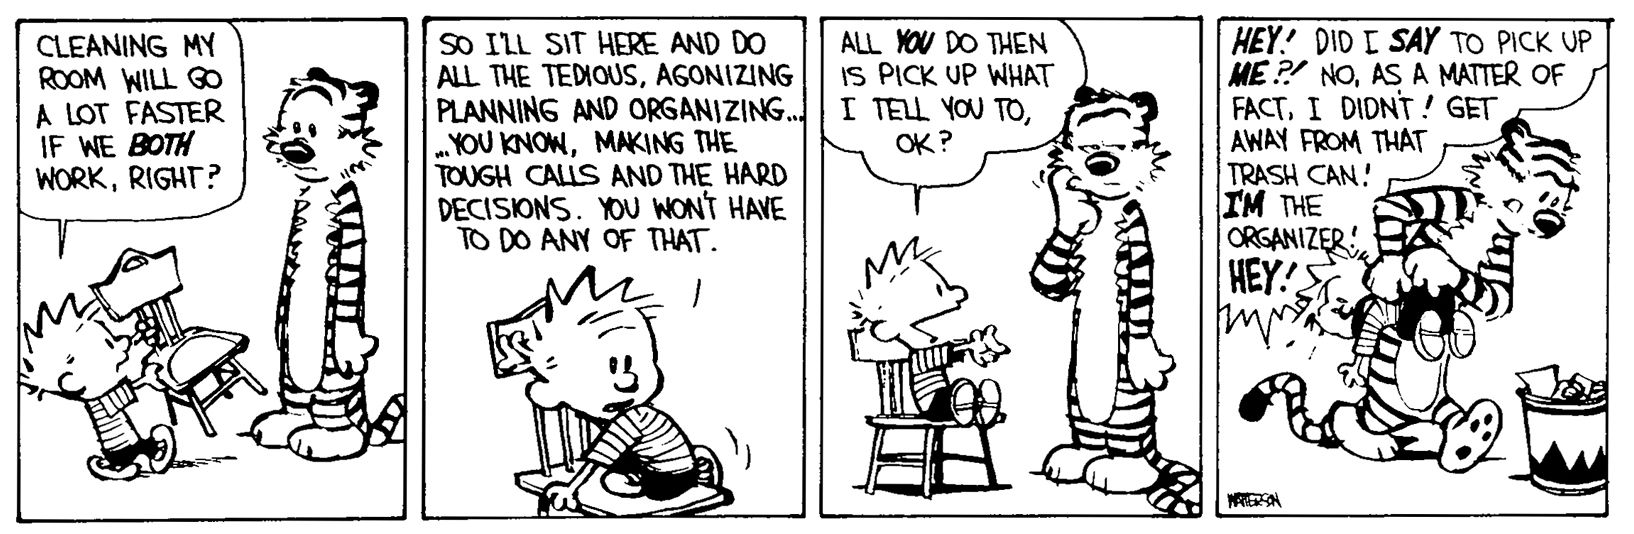 CLEANING MY
ROOM WILL GO
A LOT FASTER
IF WE BOTH
WORK, RIGHT?
SO I'LL SIT HERE AND DO
ALL THE TEDIOUS, AGONIZING
PLANNING AND ORGANIZING...
...YOU KNOW, MAKING THE
TOUGH CALLS AND THE HARD
DECISIONS. YOU WON'T HAVE
TO DO ANY OF THAT.
ALL YOU DO THEN
IS PICK UP WHAT
I TELL YOU TO,
OK?
HEY! DID I SAY TO PICK UP
ME?! NO, AS A MATTER OF
FACT, I DIDN'T! GET
AWAY FROM THAT
TRASH CAN!
I'M THE
ORGANIZER!
HEY!
WATTERSON